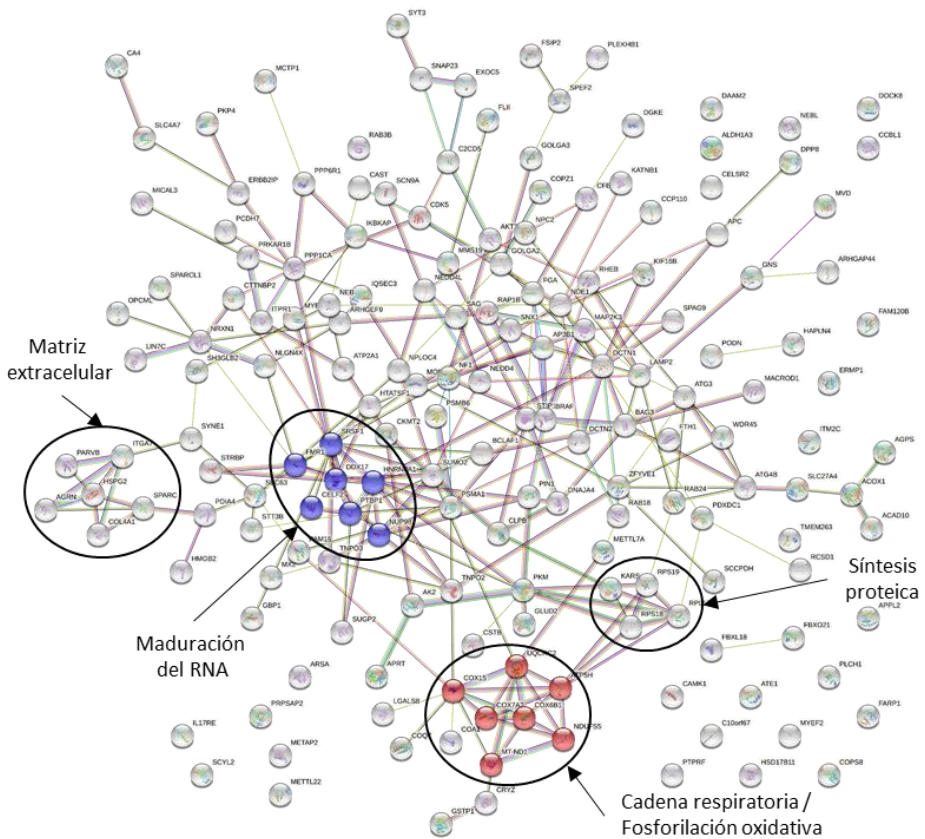 SYT3
FSIP2
PLEKHB1
CA4
MCTP1
SNAP23
EXOC5
SPEF2
DAAM2
DOCK8
PKP4
FLII
DGKE
NEBL
SLC4A7
RAB3B
ALDH1A3
CCBL1
GOLGA3
C2CD5
DPP8
CAST
SCN9A
KATNB1
CELSR2
ERBB2IP
PPP6R1
COPZ1
MICAL3
CDK5
CCP110
MVD
PCDH7
IKBKAP
NPC2
APC
PRKAR1B
MMS19
GOLGA2
PPP1CA
NEDD4L
RHEB
KIF16B
GNS
ARHGAP44
SPARCL1
CTTNBP2
IQSEC3
FGA
NDE1
OPCML
ITPR1
ARHGEF9
RAP1B
SPAG9
FAM120B
NRXN1
SNX1
MAP2K3
HAPLN4
LIN7C
AP3B1
PODN
SH3GLB2
NLGN4X
ATP2A1
NPLOC4
NF1
DCTN1
LAMP2
ERMP1
Matriz
extracelular
NEDD4
ATG3
MACROD1
HTATSF1
PSMB6
BRAF
BAG3
CKMT2
DCTN2
FTH1
WDR45
ITM2C
SYNE1
SRSF1
BCLAF1
AGPS
ITGA7
PARVB
FMR1
STRBP
DDX17
HNRNPA1
SUMO2
ZFYVE1
ATG4B
SLC27A4
ACOX1
HSPG2
AGRN
SPARC
CELF2
PTBP1
PSMA1
PIN1
DNAJA4
RAB24
COL4A1
PDIA4
RAB18
PDXDC1
ACAD10
STT3B
NUP98
CLPB
TMEM263
HMGB2
TNPO3
METTL7A
SCCPDH
RCSD1
GBP1
TNPO2
PKM
KARS
RPS19
Síntesis
proteica
AK2
RPS18
GLUD2
APPL2
Maduración
del RNA
SUGP2
CSTB
FBXL18
FBXO21
APRT
UQCRC2
ARSA
COX15
PLCH1
LGALS8
COX7A2
COX6B1
CAMK1
ATE1
FARP1
PRPSAP2
IL17RE
NDUFS5
C10orf67
MYEF2
METAP2
MT-ND1
SCYL2
PTPRF
HSD17B11
COPS8
METTL22
CRYZ
GSTP1
Cadena respiratoria /
Fosforilación oxidativa